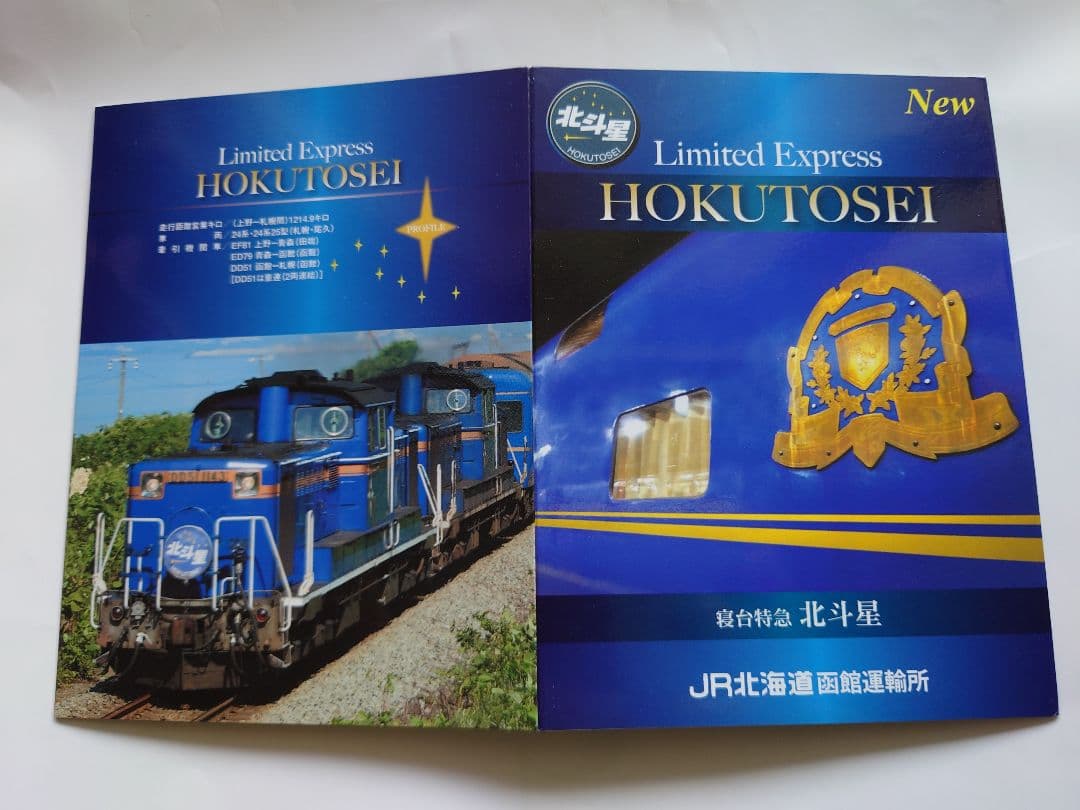 Limited Express
HOKUTOSEI
走行距離営業キロ／(上野ー札幌間)1214.9キロ
車両／24系・24系25型(札幌・尾久)
牽引機関車／EF81 上野ー青森(田端)
ED79 青森ー函館(函館)
DD51 函館ー札幌(函館)
[DD51は重連(2両連結)]
PROFILE
北斗星
北斗星
HOKUTOSEI
New
Limited Express
HOKUTOSEI
寝台特急 北斗星
JR北海道 函館運輸所